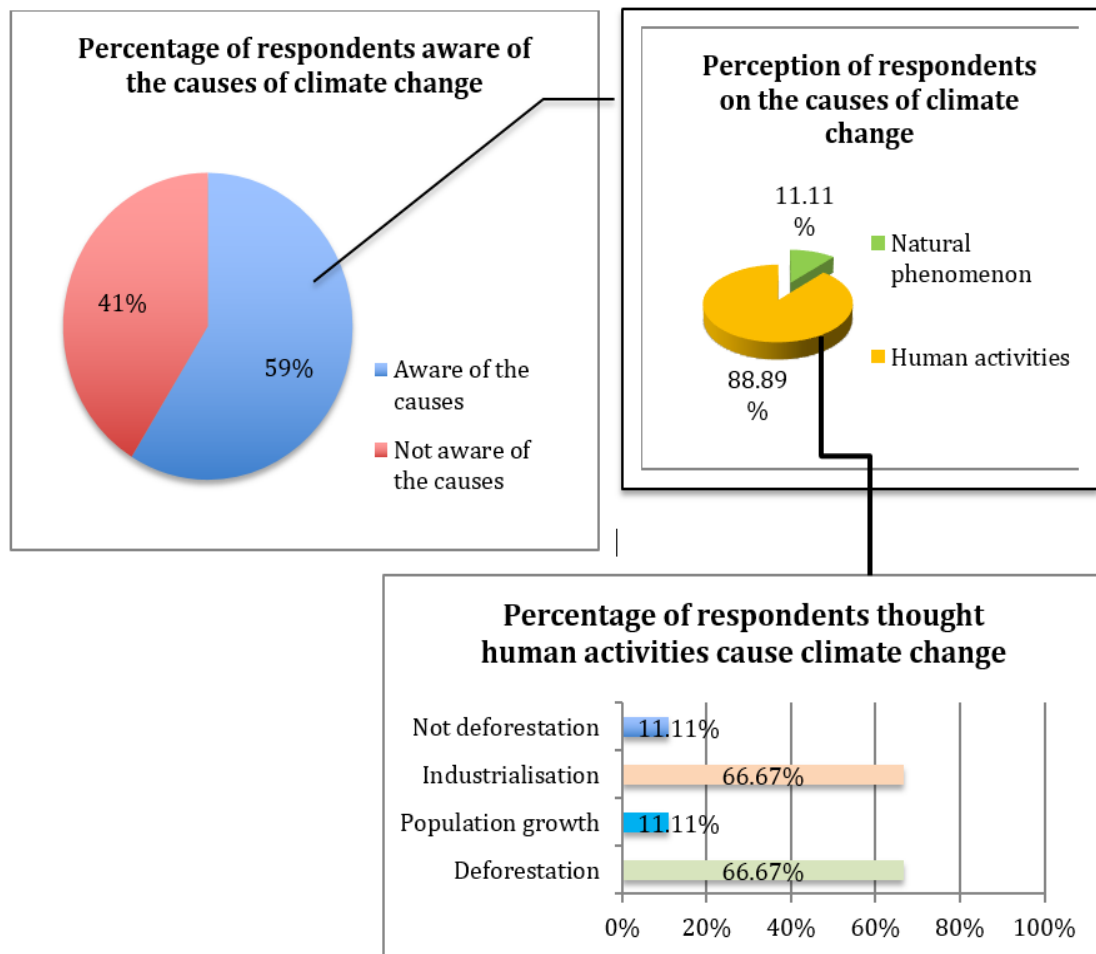 Percentage of respondents aware of
the causes of climate change
41%
59%
Aware of the
causes
Not aware of
the causes
Perception of respondents
on the causes of climate
change
11.11
%
Natural
phenomenon
Human activities
88.89
%
Percentage of respondents thought
human activities cause climate change
Not deforestation
11.11%
Industrialisation
66.67%
Population growth
11.11%
Deforestation
66.67%
0% 20% 40% 60% 80% 100%